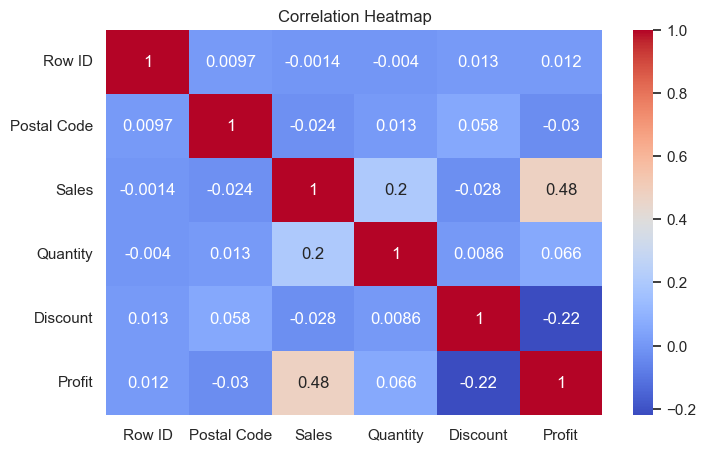 Correlation Heatmap
Row ID 1 0.0097 -0.0014 -0.004 0.013 0.012
Postal Code 0.0097 1 -0.024 0.013 0.058 -0.03
Sales -0.0014 -0.024 1 0.2 -0.028 0.48
Quantity -0.004 0.013 0.2 1 0.0086 0.066
Discount 0.013 0.058 -0.028 0.0086 1 -0.22
Profit 0.012 -0.03 0.48 0.066 -0.22 1
Row ID Postal Code Sales Quantity Discount Profit
1.0
0.8
0.6
0.4
0.2
0.0
−0.2